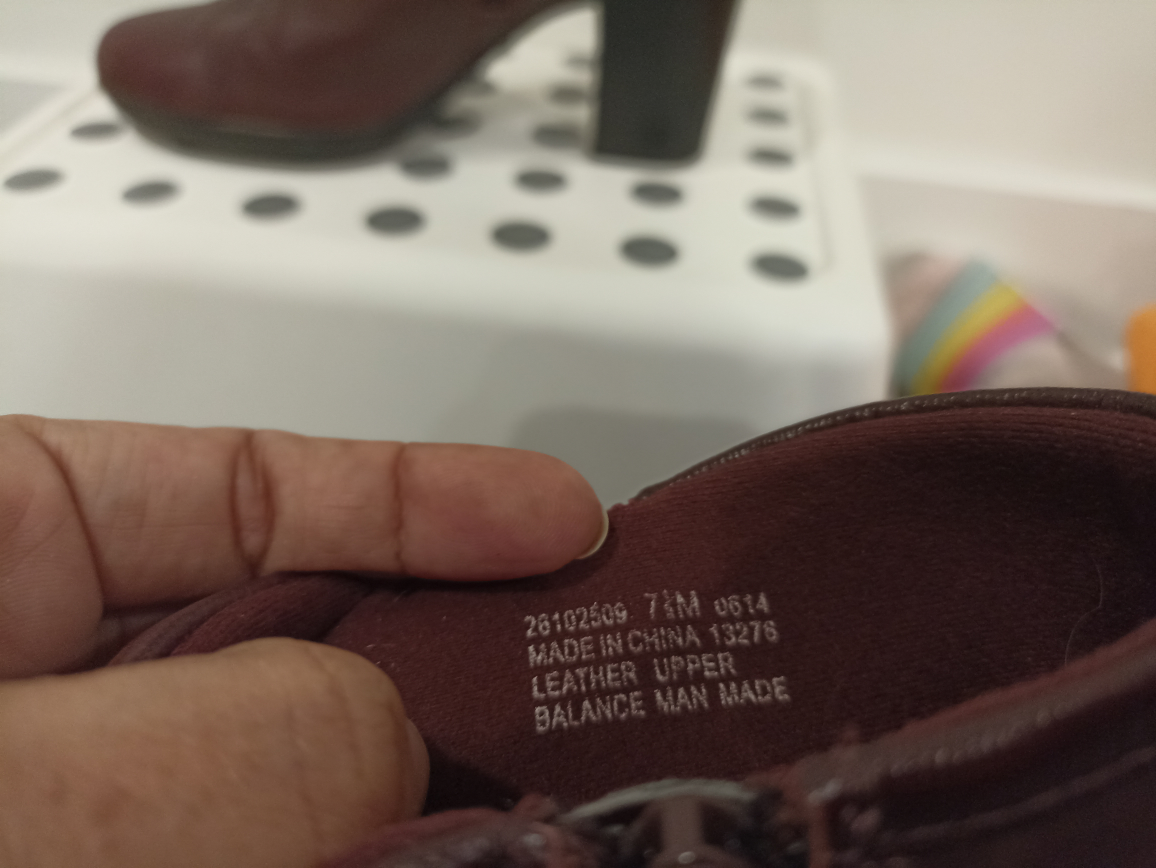 26102509 7½M 0614
MADE IN CHINA 13276
LEATHER UPPER
BALANCE MAN MADE